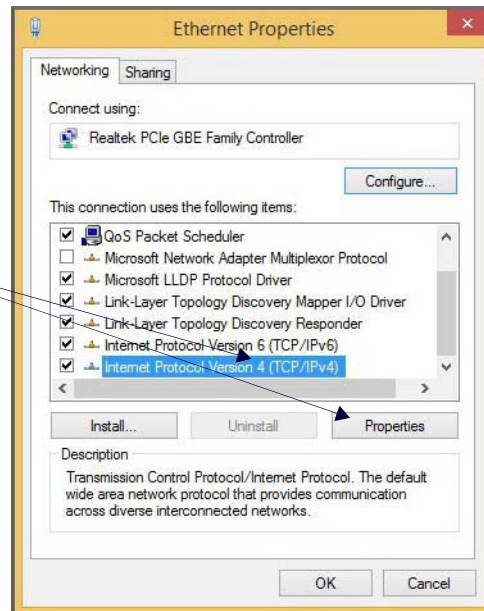 Ethernet Properties
Networking Sharing
Connect using:
Realtek PCIe GBE Family Controller
Configure...
This connection uses the following items:
QoS Packet Scheduler
Microsoft Network Adapter Multiplexor Protocol
Microsoft LLDP Protocol Driver
Link-Layer Topology Discovery Mapper I/O Driver
Link-Layer Topology Discovery Responder
Internet Protocol Version 6 (TCP/IPv6)
Internet Protocol Version 4 (TCP/IPv4)
Install... Uninstall Properties
Description
Transmission Control Protocol/Internet Protocol. The default
wide area network protocol that provides communication
across diverse interconnected networks.
OK Cancel